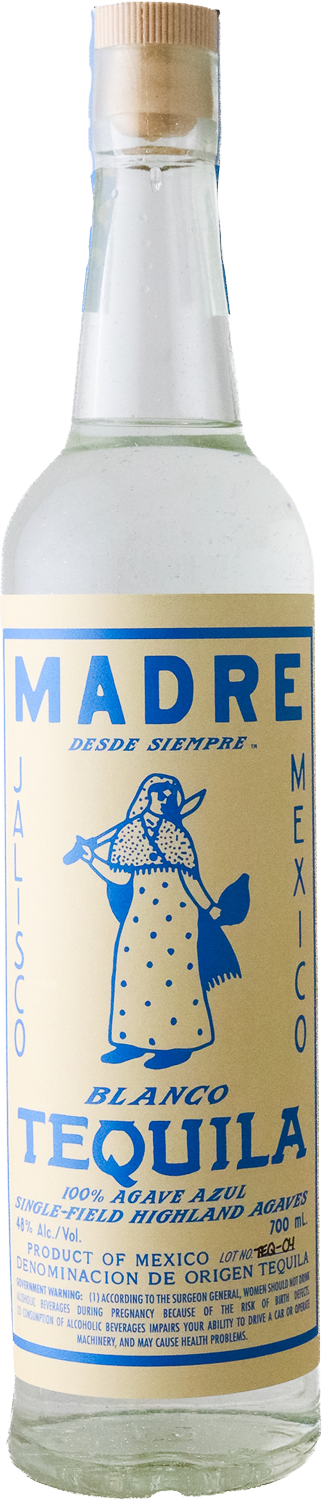 MADRE
DESDE SIEMPRE ™
JALISCO
MEXICO
BLANCO
TEQUILA
100% AGAVE AZUL
SINGLE-FIELD HIGHLAND AGAVES
48% Alc./Vol. 700 mL.
PRODUCT OF MEXICO LOT NO. TEQ-04
DENOMINACION DE ORIGEN TEQUILA
GOVERNMENT WARNING: (1) ACCORDING TO THE SURGEON GENERAL, WOMEN SHOULD NOT DRINK
ALCOHOLIC BEVERAGES DURING PREGNANCY BECAUSE OF THE RISK OF BIRTH DEFECTS.
CONSUMPTION OF ALCOHOLIC BEVERAGES IMPAIRS YOUR ABILITY TO DRIVE A CAR OR OPERATE
MACHINERY, AND MAY CAUSE HEALTH PROBLEMS.